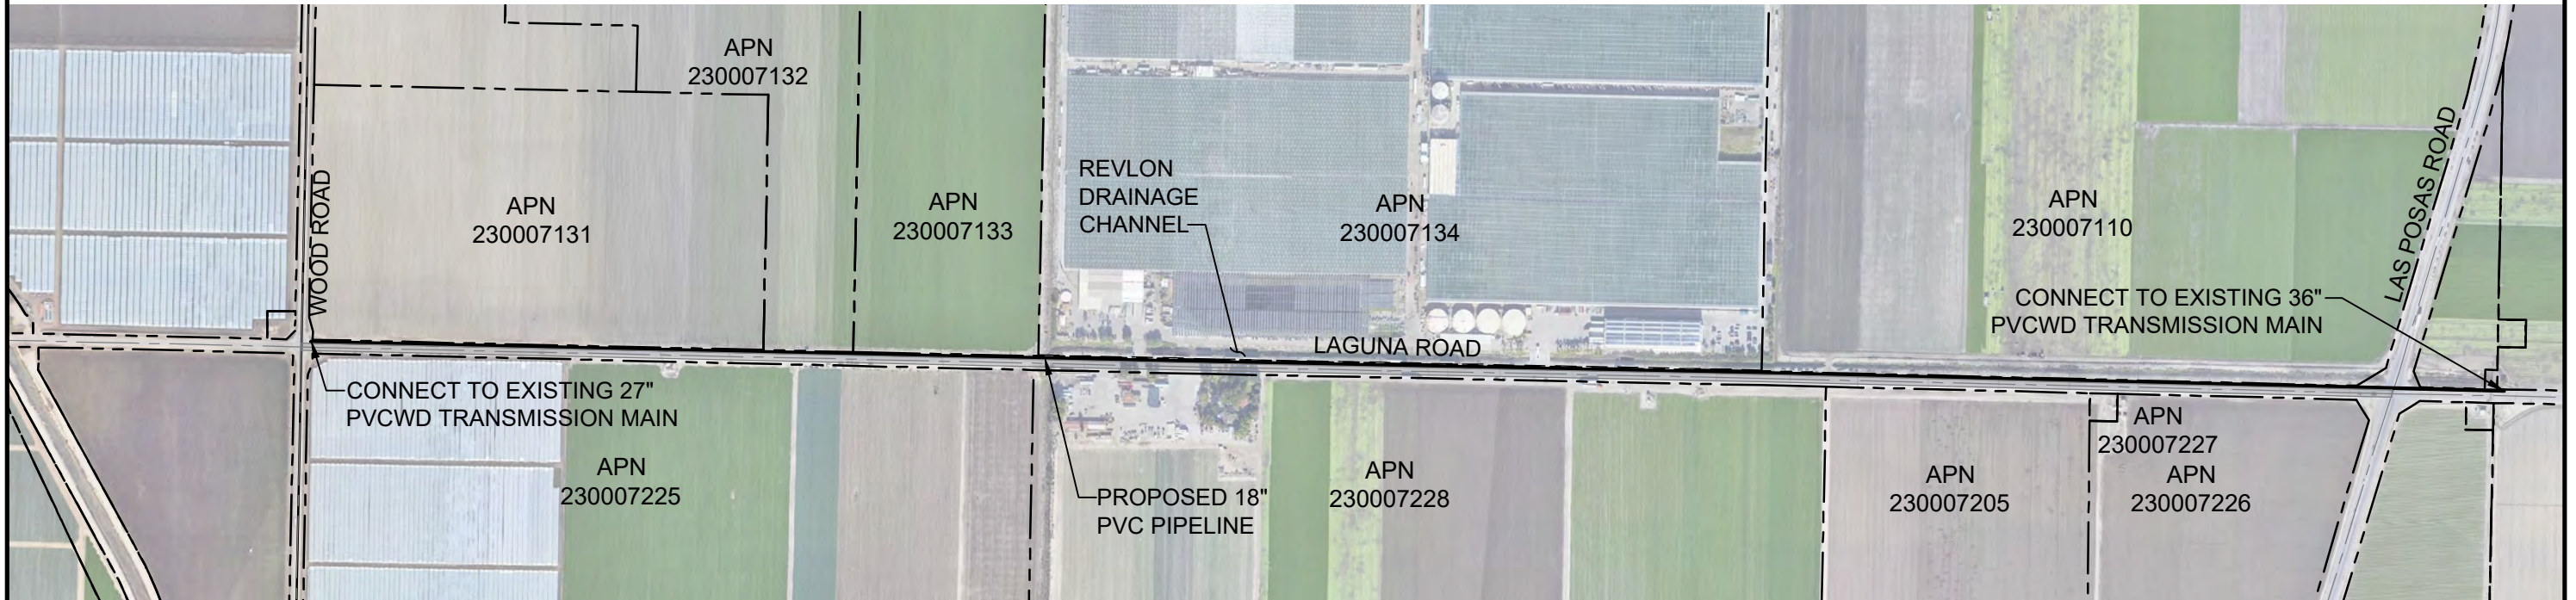 APN
230007132
APN
230007131
WOOD ROAD
APN
230007133
REVLON
DRAINAGE
CHANNEL
APN
230007134
APN
230007110
LAS POSAS ROAD
CONNECT TO EXISTING 36"
PVCWD TRANSMISSION MAIN
LAGUNA ROAD
CONNECT TO EXISTING 27"
PVCWD TRANSMISSION MAIN
APN
230007225
PROPOSED 18"
PVC PIPELINE
APN
230007228
APN
230007205
APN
230007227
APN
230007226